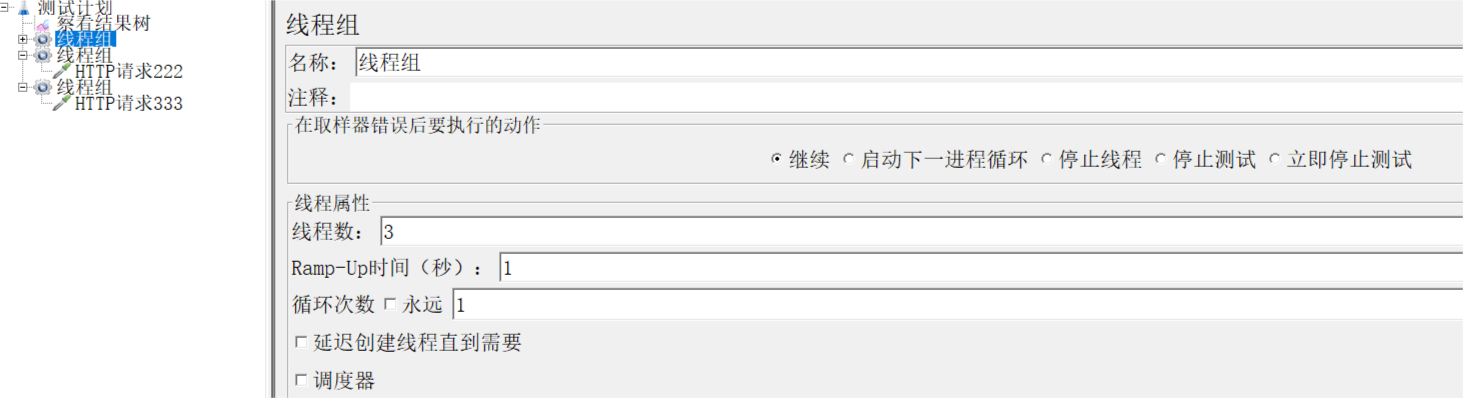 测试计划
察看结果树
线程组
线程组
HTTP请求222
线程组
HTTP请求333
线程组
名称： 线程组
注释：
在取样器错误后要执行的动作
继续 启动下一进程循环 停止线程 停止测试 立即停止测试
线程属性
线程数： 3
Ramp-Up时间（秒）： 1
循环次数 永远 1
延迟创建线程直到需要
调度器